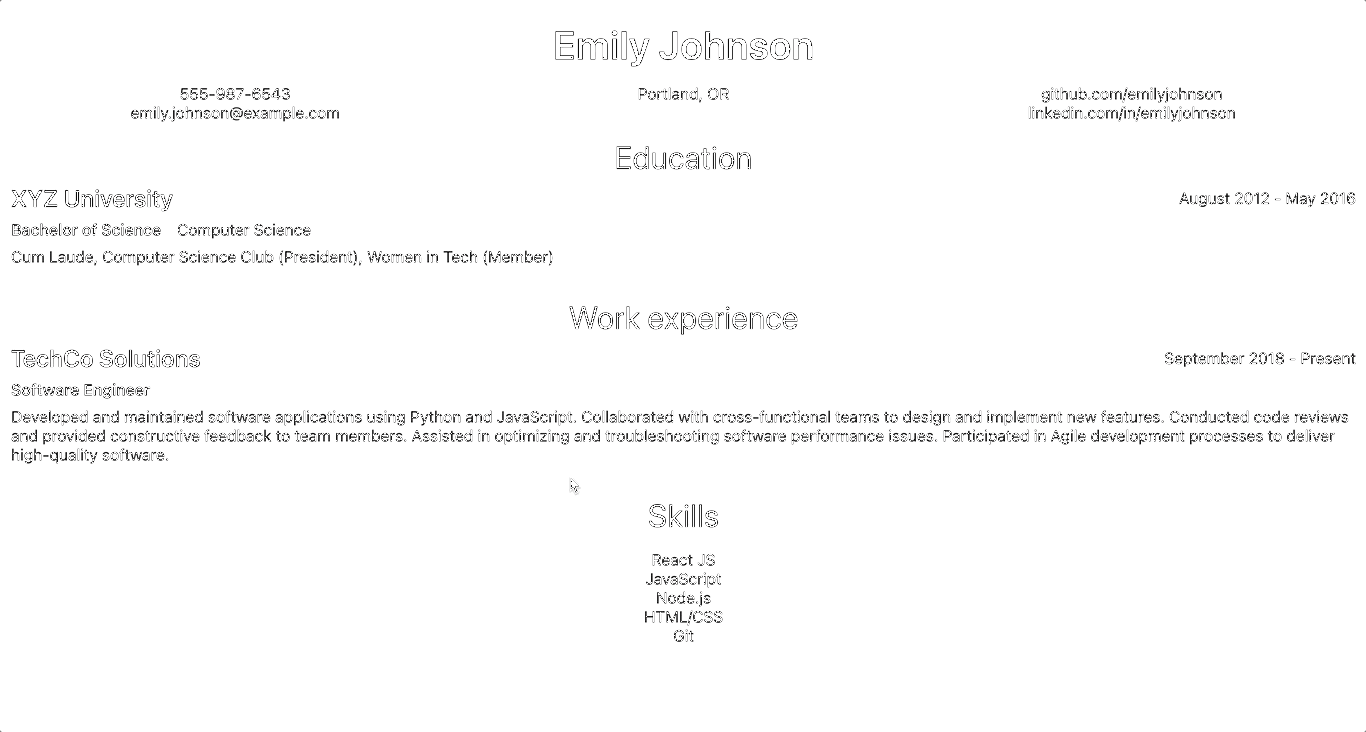 Emily Johnson
555-987-6543
emily.johnson@example.com
Portland, OR
github.com/emilyjohnson
linkedin.com/in/emilyjohnson
Education
XYZ University
August 2012 - May 2016
Bachelor of Science Computer Science
Cum Laude, Computer Science Club (President), Women in Tech (Member)
Work experience
TechCo Solutions
September 2018 - Present
Software Engineer
Developed and maintained software applications using Python and JavaScript. Collaborated with cross-functional teams to design and implement new features. Conducted code reviews
and provided constructive feedback to team members. Assisted in optimizing and troubleshooting software performance issues. Participated in Agile development processes to deliver
high-quality software.
Skills
React JS
JavaScript
Node.js
HTML/CSS
Git